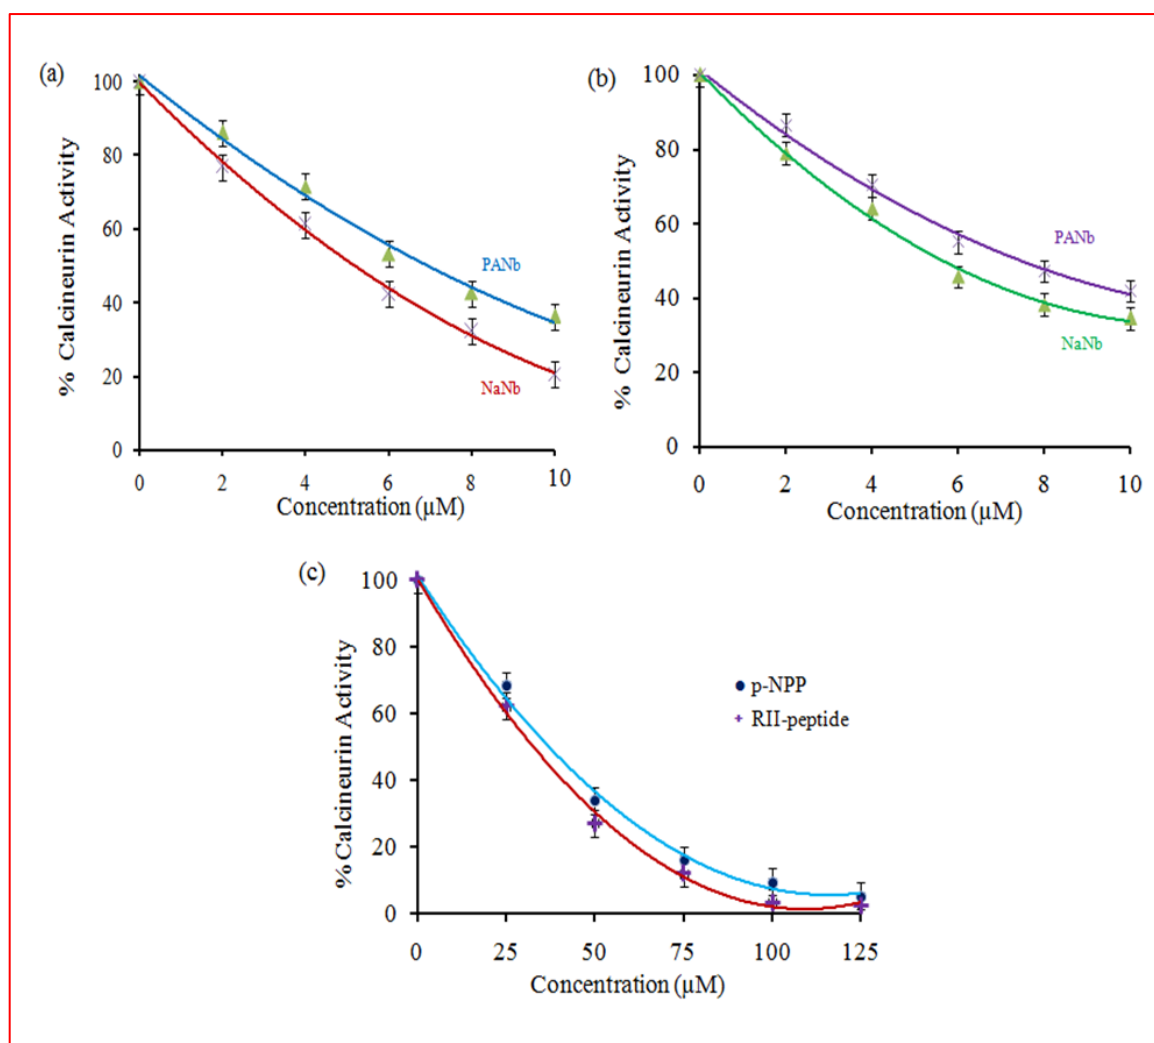 (a)
% Calcineurin Activity
100
80
60
40
20
0
PANb
NaNb
0 2 4 6 8 10
Concentration (µM)
(b)
% Calcineurin Activity
100
80
60
40
20
0
PANb
NaNb
0 2 4 6 8 10
Concentration (µM)
(c)
%Calcineurin Activity
100
80
60
40
20
0
p-NPP
RII-peptide
0 25 50 75 100 125
Concentration (µM)